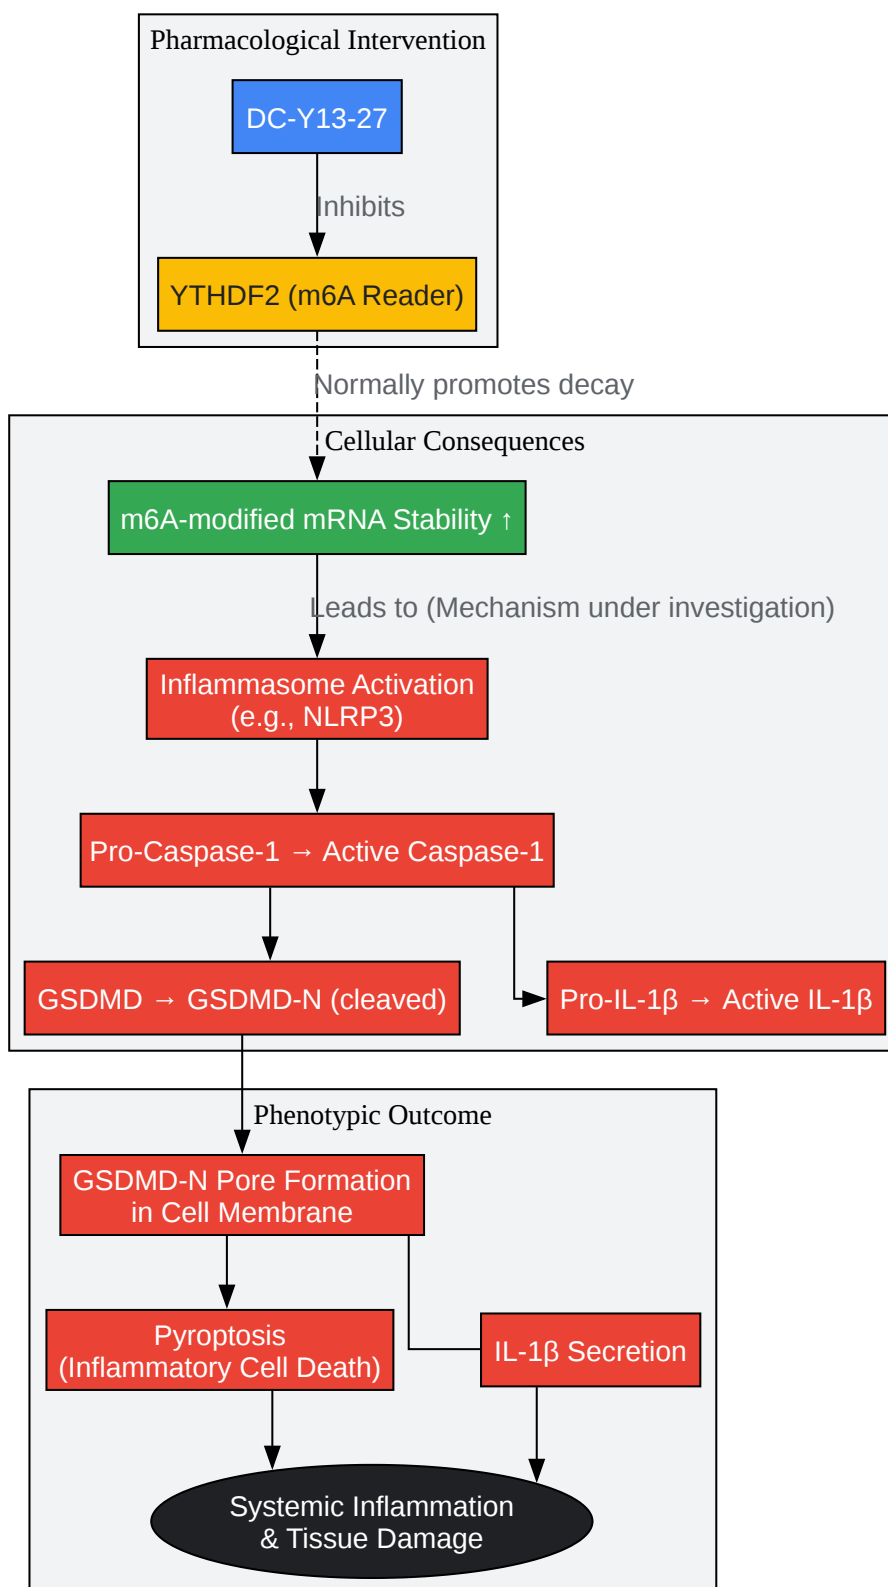 Pharmacological Intervention
DC-Y13-27
Inhibits
YTHDF2 (m6A Reader)
Normally promotes decay
Cellular Consequences
m6A-modified mRNA Stability ↑
Leads to (Mechanism under investigation)
Inflammasome Activation
(e.g., NLRP3)
Pro-Caspase-1 → Active Caspase-1
GSDMD → GSDMD-N (cleaved)
Pro-IL-1β → Active IL-1β
Phenotypic Outcome
GSDMD-N Pore Formation
in Cell Membrane
Pyroptosis
(Inflammatory Cell Death)
IL-1β Secretion
Systemic Inflammation
& Tissue Damage